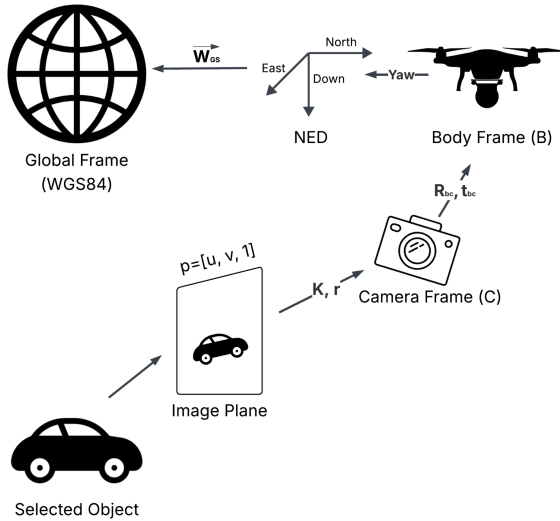 W_GS
North
East
Down
Yaw
NED
Body Frame (B)
Global Frame
(WGS84)
R_bc, t_bc
p=[u, v, 1]
K, r
Camera Frame (C)
Image Plane
Selected Object